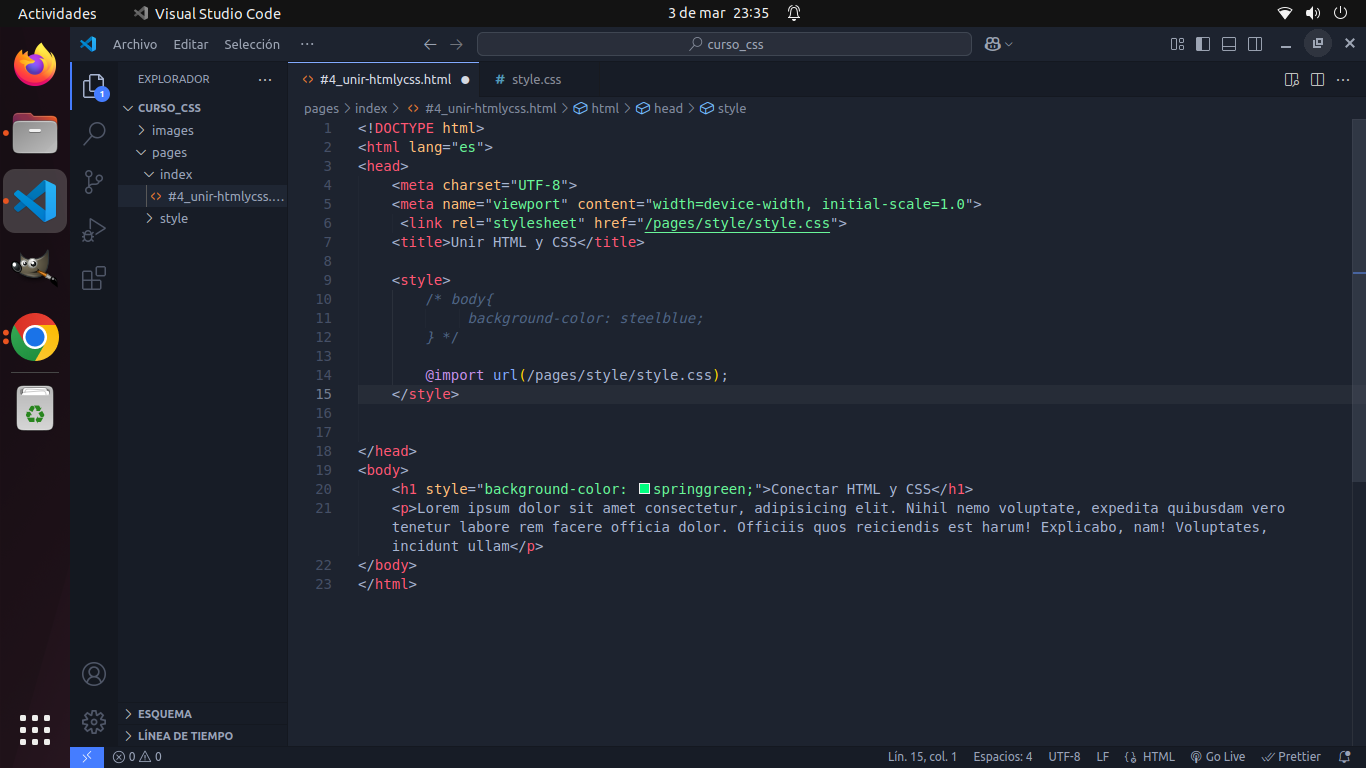 Actividades Visual Studio Code 3 de mar 23:35
Archivo Editar Selección ··· curso_css
EXPLORADOR ···
CURSO_CSS
images
pages
index
#4_unir-htmlycss....
style
ESQUEMA
LÍNEA DE TIEMPO
1
#4_unir-htmlycss.html style.css
pages > index > #4_unir-htmlycss.html > html > head > style
1 <!DOCTYPE html>
2 <html lang="es">
3 <head>
4 <meta charset="UTF-8">
5 <meta name="viewport" content="width=device-width, initial-scale=1.0">
6 <link rel="stylesheet" href="/pages/style/style.css">
7 <title>Unir HTML y CSS</title>
8
9 <style>
10 /* body{
11 background-color: steelblue;
12 } */
13
14 @import url(/pages/style/style.css);
15 </style>
16
17
18 </head>
19 <body>
20 <h1 style="background-color: springgreen;">Conectar HTML y CSS</h1>
21 <p>Lorem ipsum dolor sit amet consectetur, adipisicing elit. Nihil nemo voluptate, expedita quibusdam vero
tenetur labore rem facere officia dolor. Officiis quos reiciendis est harum! Explicabo, nam! Voluptates,
incidunt ullam</p>
22 </body>
23 </html>
0 0 Lín. 15, col. 1 Espacios: 4 UTF-8 LF {} HTML Go Live Prettier